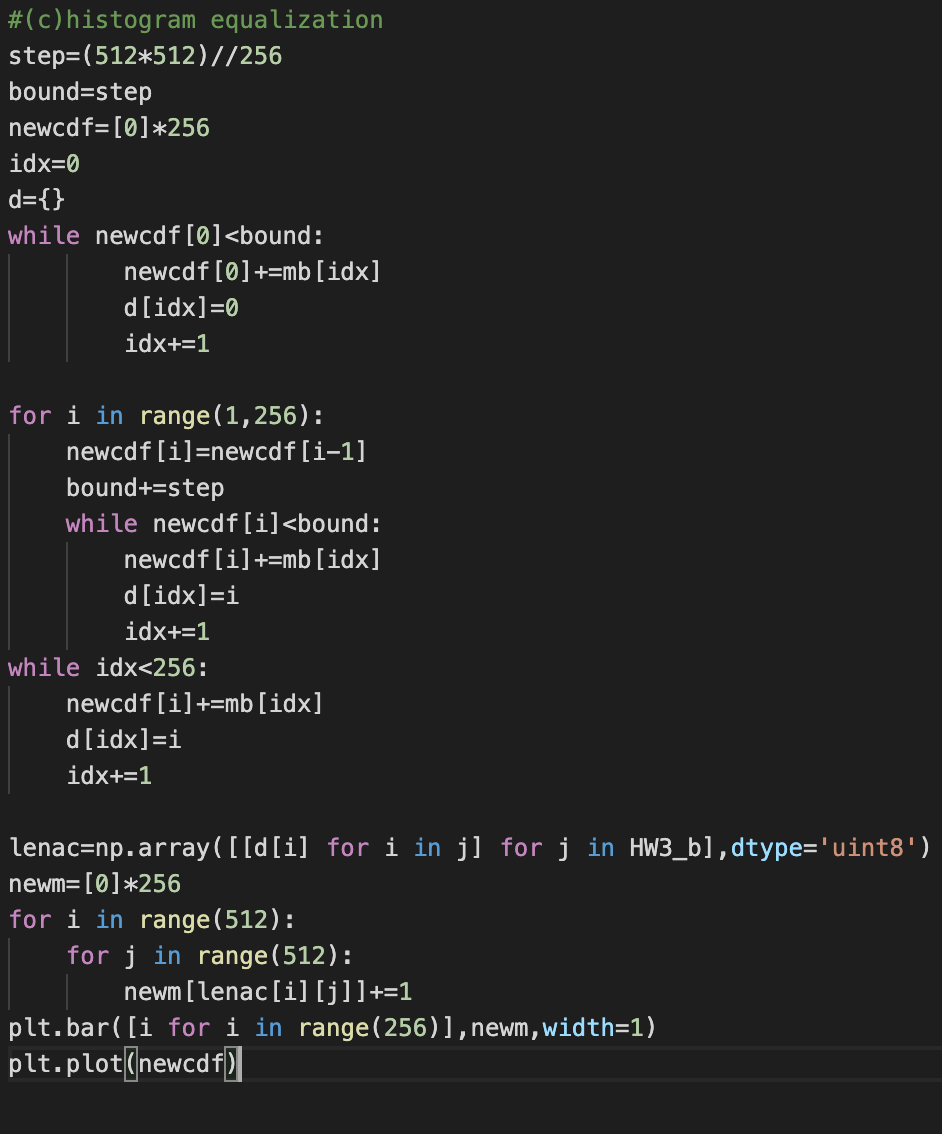 #(c)histogram equalization
step=(512*512)//256
bound=step
newcdf=[0]*256
idx=0
d={}
while newcdf[0]<bound:
        newcdf[0]+=mb[idx]
        d[idx]=0
        idx+=1

for i in range(1,256):
    newcdf[i]=newcdf[i-1]
    bound+=step
    while newcdf[i]<bound:
        newcdf[i]+=mb[idx]
        d[idx]=i
        idx+=1
while idx<256:
    newcdf[i]+=mb[idx]
    d[idx]=i
    idx+=1

lenac=np.array([[d[i] for i in j] for j in HW3_b],dtype='uint8')
newm=[0]*256
for i in range(512):
    for j in range(512):
        newm[lenac[i][j]]+=1
plt.bar([i for i in range(256)],newm,width=1)
plt.plot(newcdf)